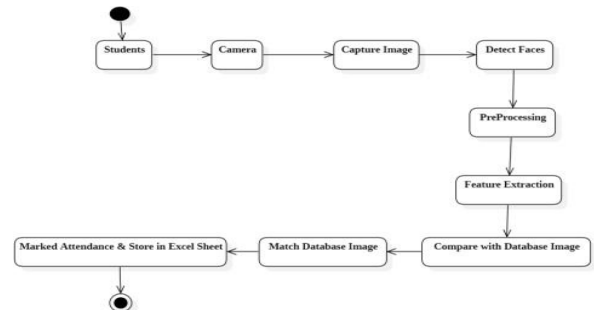 Students
Camera
Capture Image
Detect Faces
PreProcessing
Feature Extraction
Compare with Database Image
Match Database Image
Marked Attendance & Store in Excel Sheet